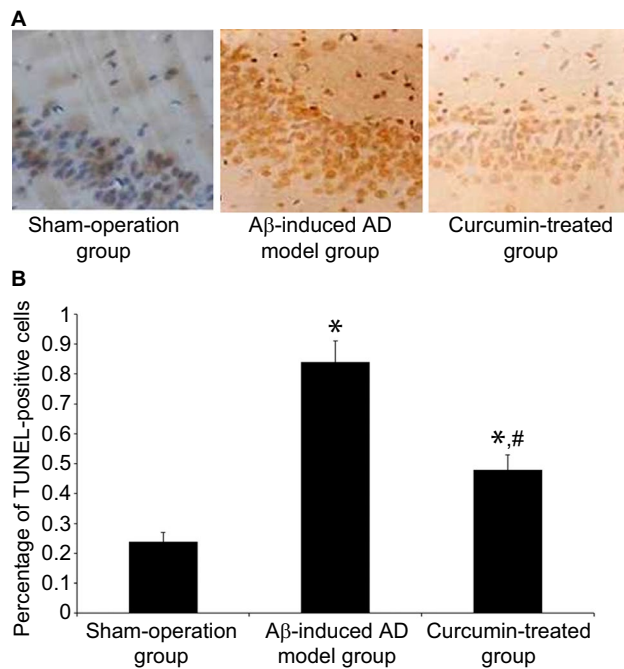 A
Sham-operation
group
Aβ-induced AD
model group
Curcumin-treated
group
B
Percentage of TUNEL-positive cells
1
0.9
0.8
0.7
0.6
0.5
0.4
0.3
0.2
0.1
0
*
*,#
Sham-operation
group
Aβ-induced AD
model group
Curcumin-treated
group